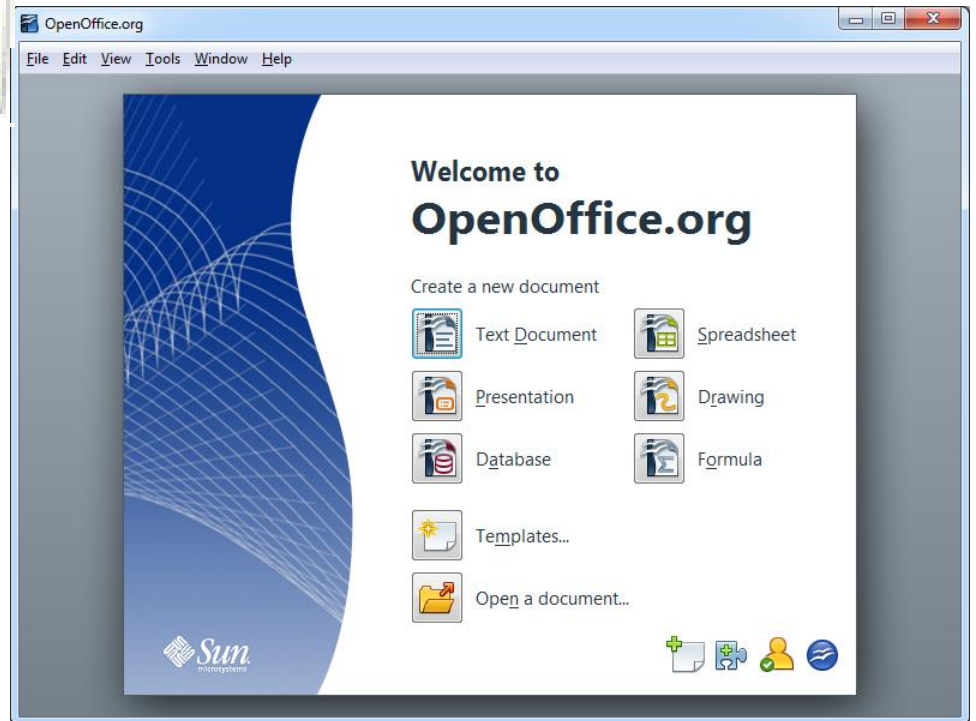 OpenOffice.org
File Edit View Tools Window Help
Welcome to
OpenOffice.org
Create a new document
Text Document Spreadsheet
Presentation Drawing
Database Formula
Templates...
Open a document...
Sun
microsystems